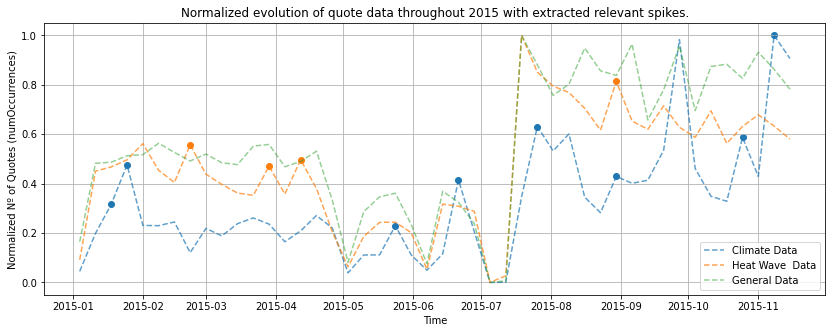 Normalized evolution of quote data throughout 2015 with extracted relevant spikes.
Normalized Nº of Quotes (numOccurrences)
1.0
0.8
0.6
0.4
0.2
0.0
2015-01 2015-02 2015-03 2015-04 2015-05 2015-06 2015-07 2015-08 2015-09 2015-10 2015-11
Time
Climate Data
Heat Wave  Data
General Data